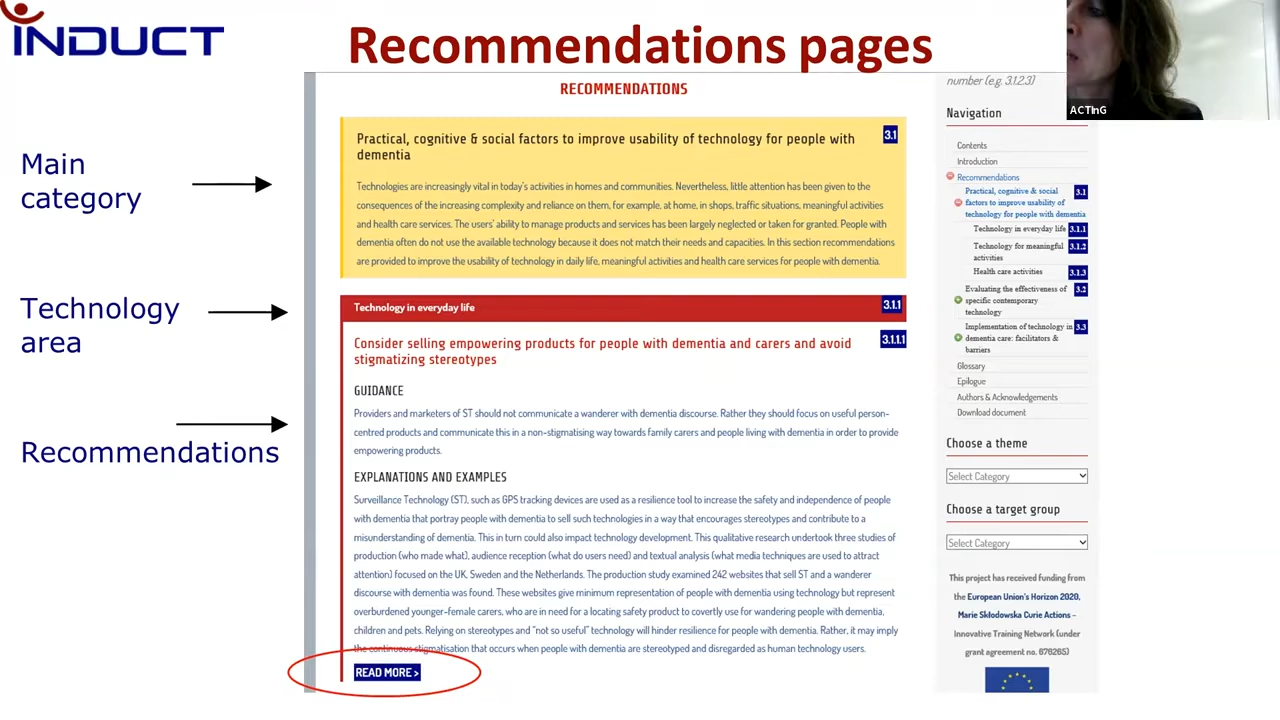 INDUCT
Recommendations pages
ACTInG
Main
category
Technology
area
Recommendations
RECOMMENDATIONS
Practical, cognitive & social factors to improve usability of technology for people with
dementia
3.1
Technologies are increasingly vital in today's activities in homes and communities. Nevertheless, little attention has been given to the
consequences of the increasing complexity and reliance on them, for example, at home, in shops, traffic situations, meaningful activities
and health care services. The users' ability to manage products and services has been largely neglected or taken for granted. People with
dementia often do not use the available technology because it does not match their needs and capacities. In this section recommendations
are provided to improve the usability of technology in daily life, meaningful activities and health care services for people with dementia.
Technology in everyday life
3.1.1
Consider selling empowering products for people with dementia and carers and avoid
stigmatizing stereotypes
3.1.1.1
GUIDANCE
Providers and marketers of ST should not communicate a wanderer with dementia discourse. Rather they should focus on useful person-
centred products and communicate this in a non-stigmatising way towards family carers and people living with dementia in order to provide
empowering products.
EXPLANATIONS AND EXAMPLES
Surveillance Technology (ST), such as GPS tracking devices are used as a resilience tool to increase the safety and independence of people
with dementia that portray people with dementia to sell such technologies in a way that encourages stereotypes and contribute to a
misunderstanding of dementia. This in turn could also impact technology development. This qualitative research undertook three studies of
production (who made what), audience reception (what do users need) and textual analysis (what media techniques are used to attract
attention) focused on the UK, Sweden and the Netherlands. The production study examined 242 websites that sell ST and a wanderer
discourse with dementia was found. These websites give minimum representation of people with dementia using technology but represent
overburdened younger-female carers, who are in need for a locating safety product to covertly use for wandering people with dementia,
children and pets. Relying on stereotypes and "not so useful" technology will hinder resilience for people with dementia. Rather, it may imply
the continuous stigmatisation that occurs when people with dementia are stereotyped and disregarded as human technology users.
READ MORE >
number (e.g. 3.1.2.3)
Navigation
Contents
Introduction
Recommendations
Practical, cognitive & social 3.1
factors to improve usability of
technology for people with dementia
Technology in everyday life 3.1.1
Technology for meaningful 3.1.2
activities
Health care activities 3.1.3
Evaluating the effectiveness of 3.2
specific contemporary
technology
Implementation of technology in 3.3
dementia care: facilitators &
barriers
Glossary
Epilogue
Authors & Acknowledgements
Download document
Choose a theme
Select Category
Choose a target group
Select Category
This project has received funding from
the European Union's Horizon 2020,
Marie Skłodowska Curie Actions –
Innovative Training Network (under
grant agreement no. 676265)